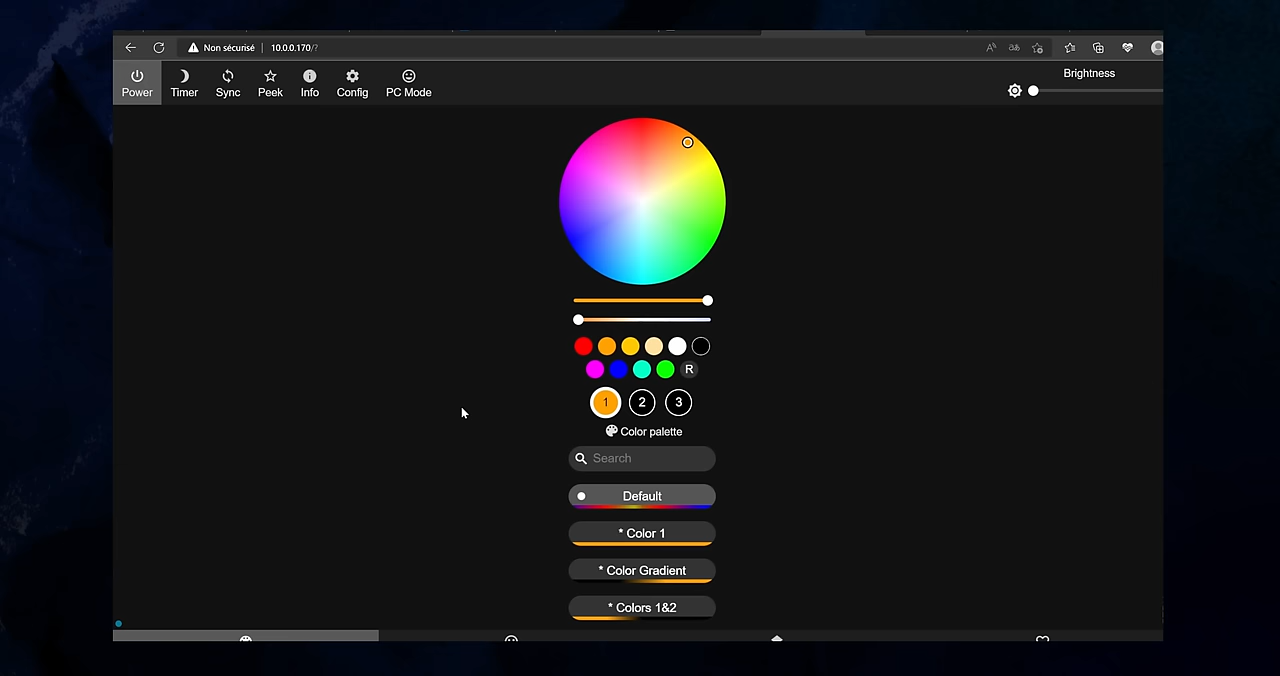 Non sécurisé 10.0.0.170/?
Power Timer Sync Peek Info Config PC Mode
Brightness
R
1 2 3
Color palette
Search
Default
* Color 1
* Color Gradient
* Colors 1&2